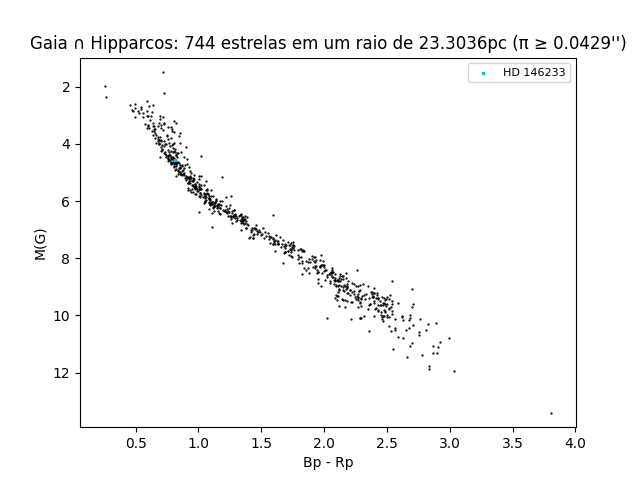 Gaia ∩ Hipparcos: 744 estrelas em um raio de 23.3036pc (π ≥ 0.0429'')
HD 146233
2
4
6
8
10
12
M(G)
0.5 1.0 1.5 2.0 2.5 3.0 3.5 4.0
Bp - Rp